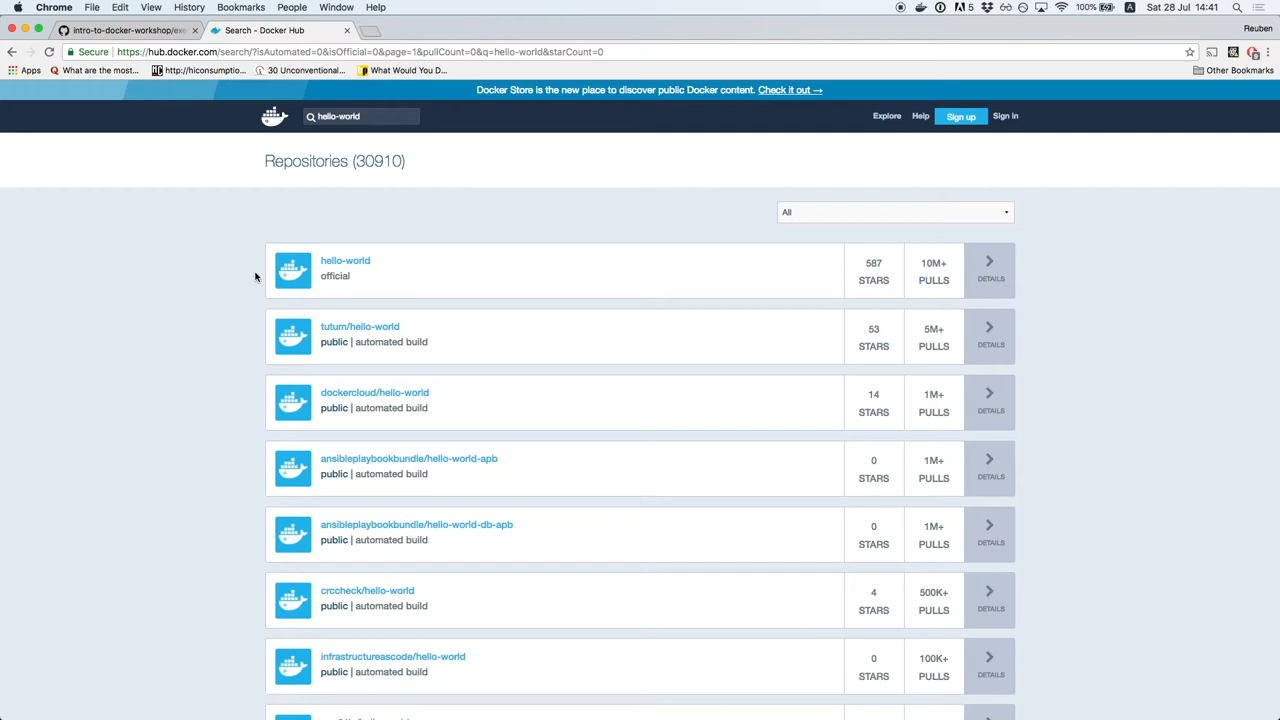 Chrome File Edit View History Bookmarks People Window Help 5 100% A Sat 28 Jul 14:41
intro-to-docker-workshop/exe × Search - Docker Hub × Reuben
Secure https://hub.docker.com/search/?isAutomated=0&isOfficial=0&page=1&pullCount=0&q=hello-world&starCount=0
Apps What are the most... http://hiconsumptio... 30 Unconventional... What Would You D... Other Bookmarks
Docker Store is the new place to discover public Docker content. Check it out →
hello-world Explore Help Sign up Sign in
Repositories (30910)
All
hello-world
official
587
STARS
10M+
PULLS
DETAILS
tutum/hello-world
public | automated build
53
STARS
5M+
PULLS
DETAILS
dockercloud/hello-world
public | automated build
14
STARS
1M+
PULLS
DETAILS
ansibleplaybookbundle/hello-world-apb
public | automated build
0
STARS
1M+
PULLS
DETAILS
ansibleplaybookbundle/hello-world-db-apb
public | automated build
0
STARS
1M+
PULLS
DETAILS
crccheck/hello-world
public | automated build
4
STARS
500K+
PULLS
DETAILS
infrastructureascode/hello-world
public | automated build
0
STARS
100K+
PULLS
DETAILS